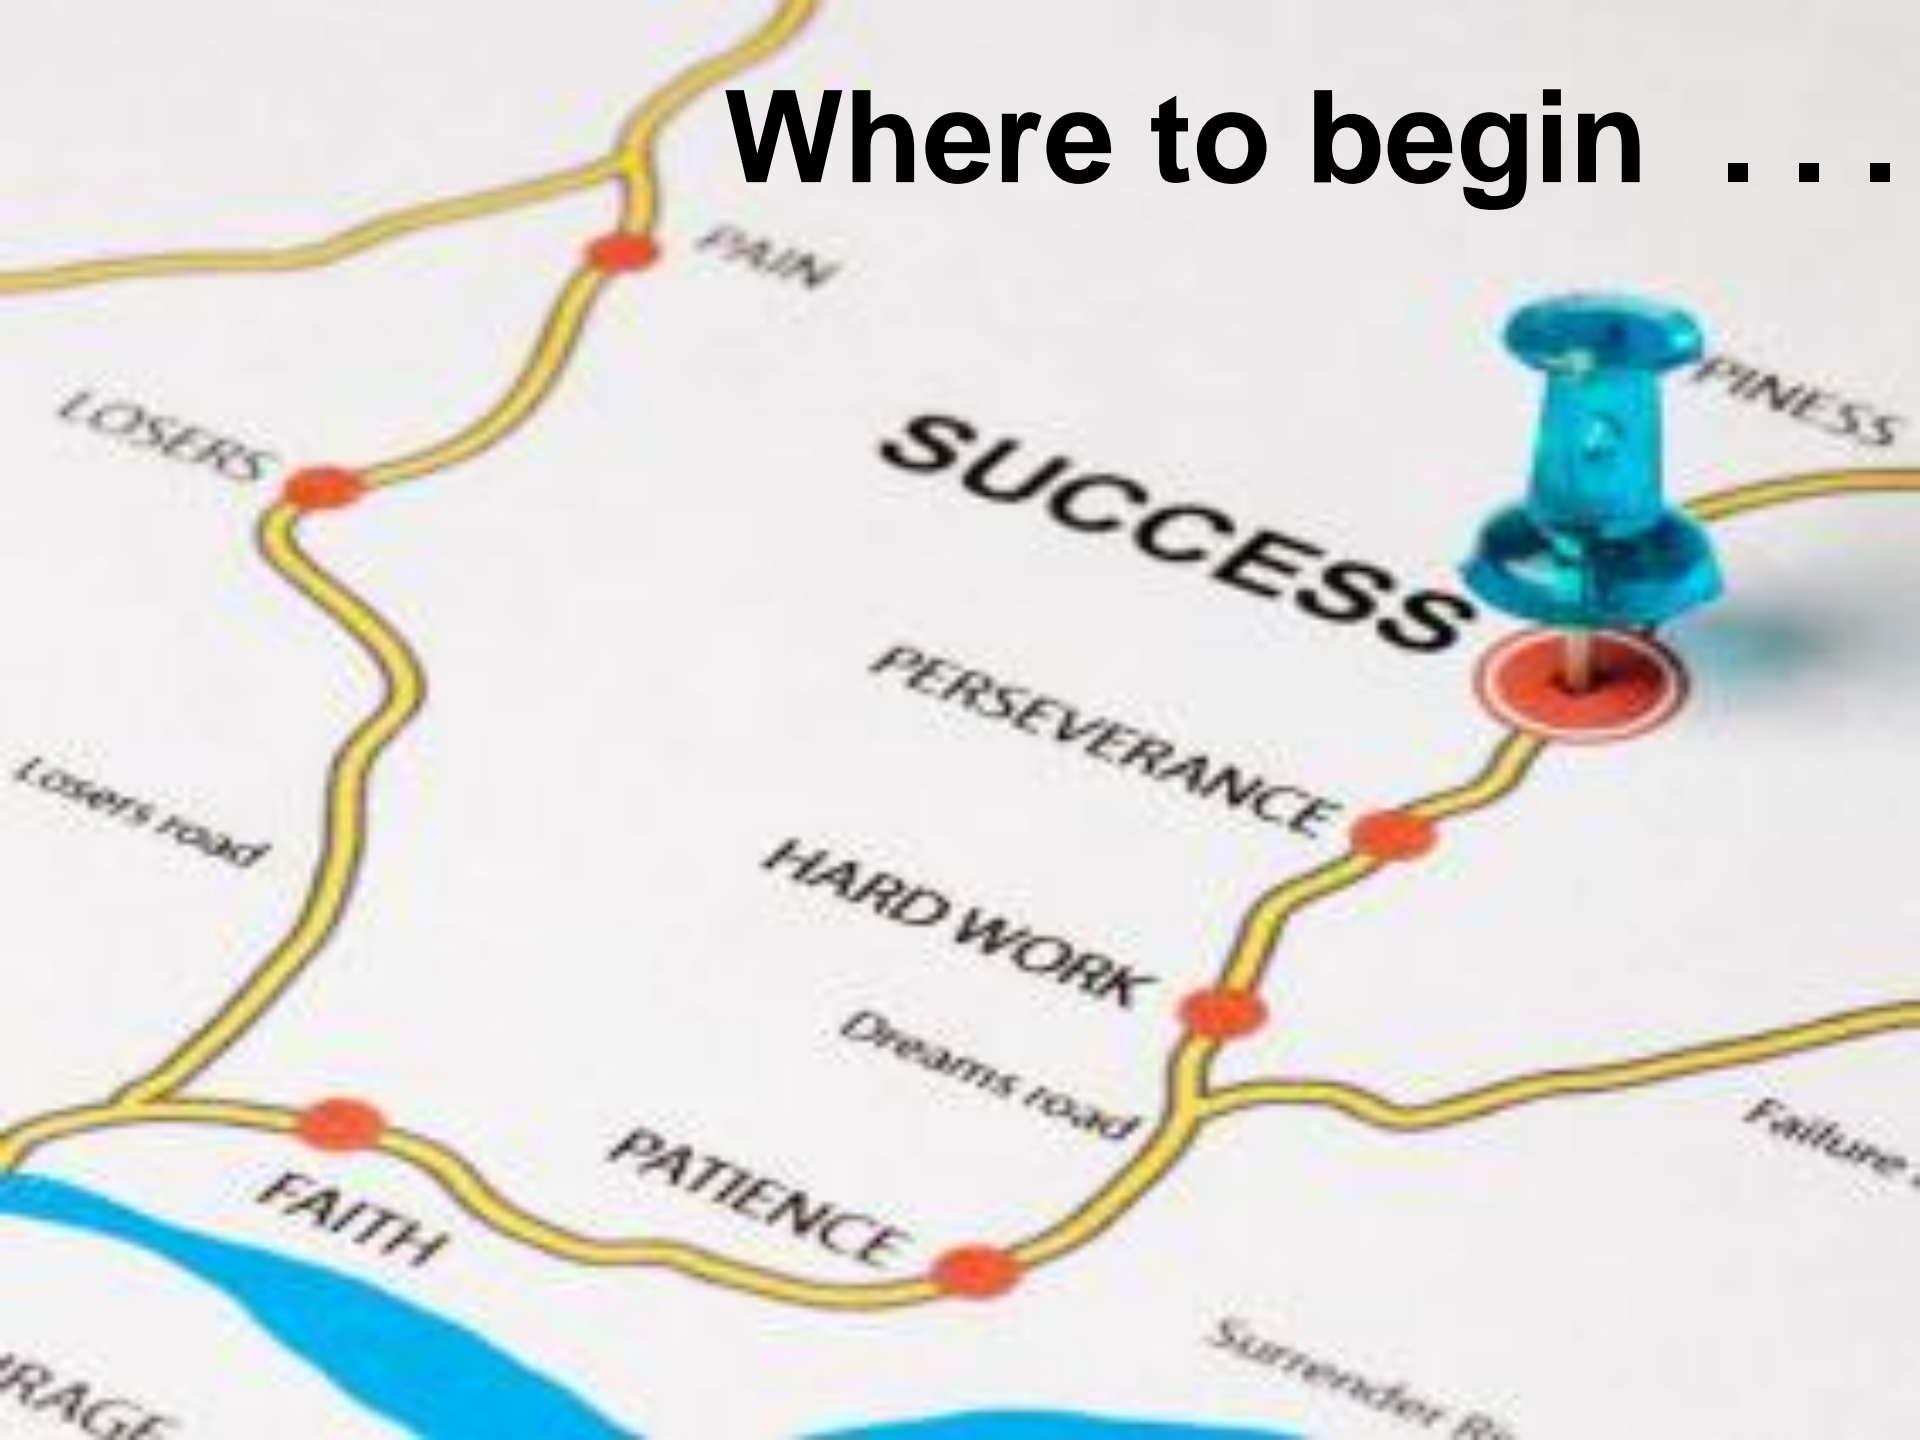 Where to begin . . .
PAIN
PINESS
LOSERS
SUCCESS
PERSEVERANCE
Losers road
HARD WORK
Dreams road
PATIENCE
Failure
FAITH
Surrender
RAGE